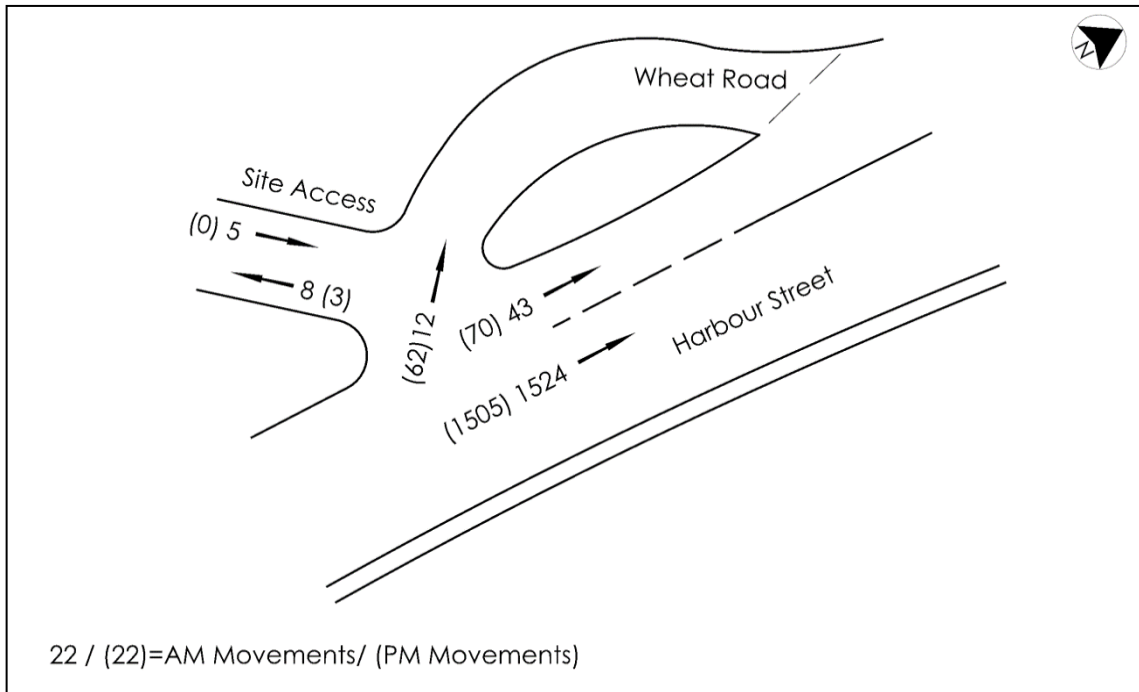 N
Wheat Road
Site Access
(0) 5
8 (3)
(62)12
(70) 43
(1505) 1524
Harbour Street
22 / (22)=AM Movements/ (PM Movements)